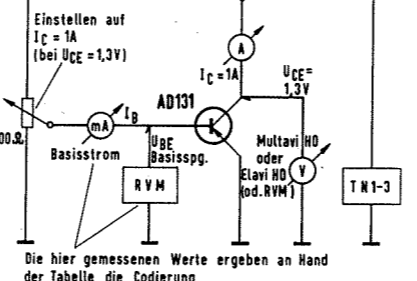 Einstellen auf
I_C = 1A
(bei U_CE = 1,3V)
00Ω
mA
I_B
Basisstrom
U_BE
Basisspg.
RVM
AD131
A
I_C = 1A
U_CE =
1,3V
Multavi HO
oder
Elavi HO
(od. RVM)
V
TN1-3
Die hier gemessenen Werte ergeben an Hand
der Tabelle die Codierung